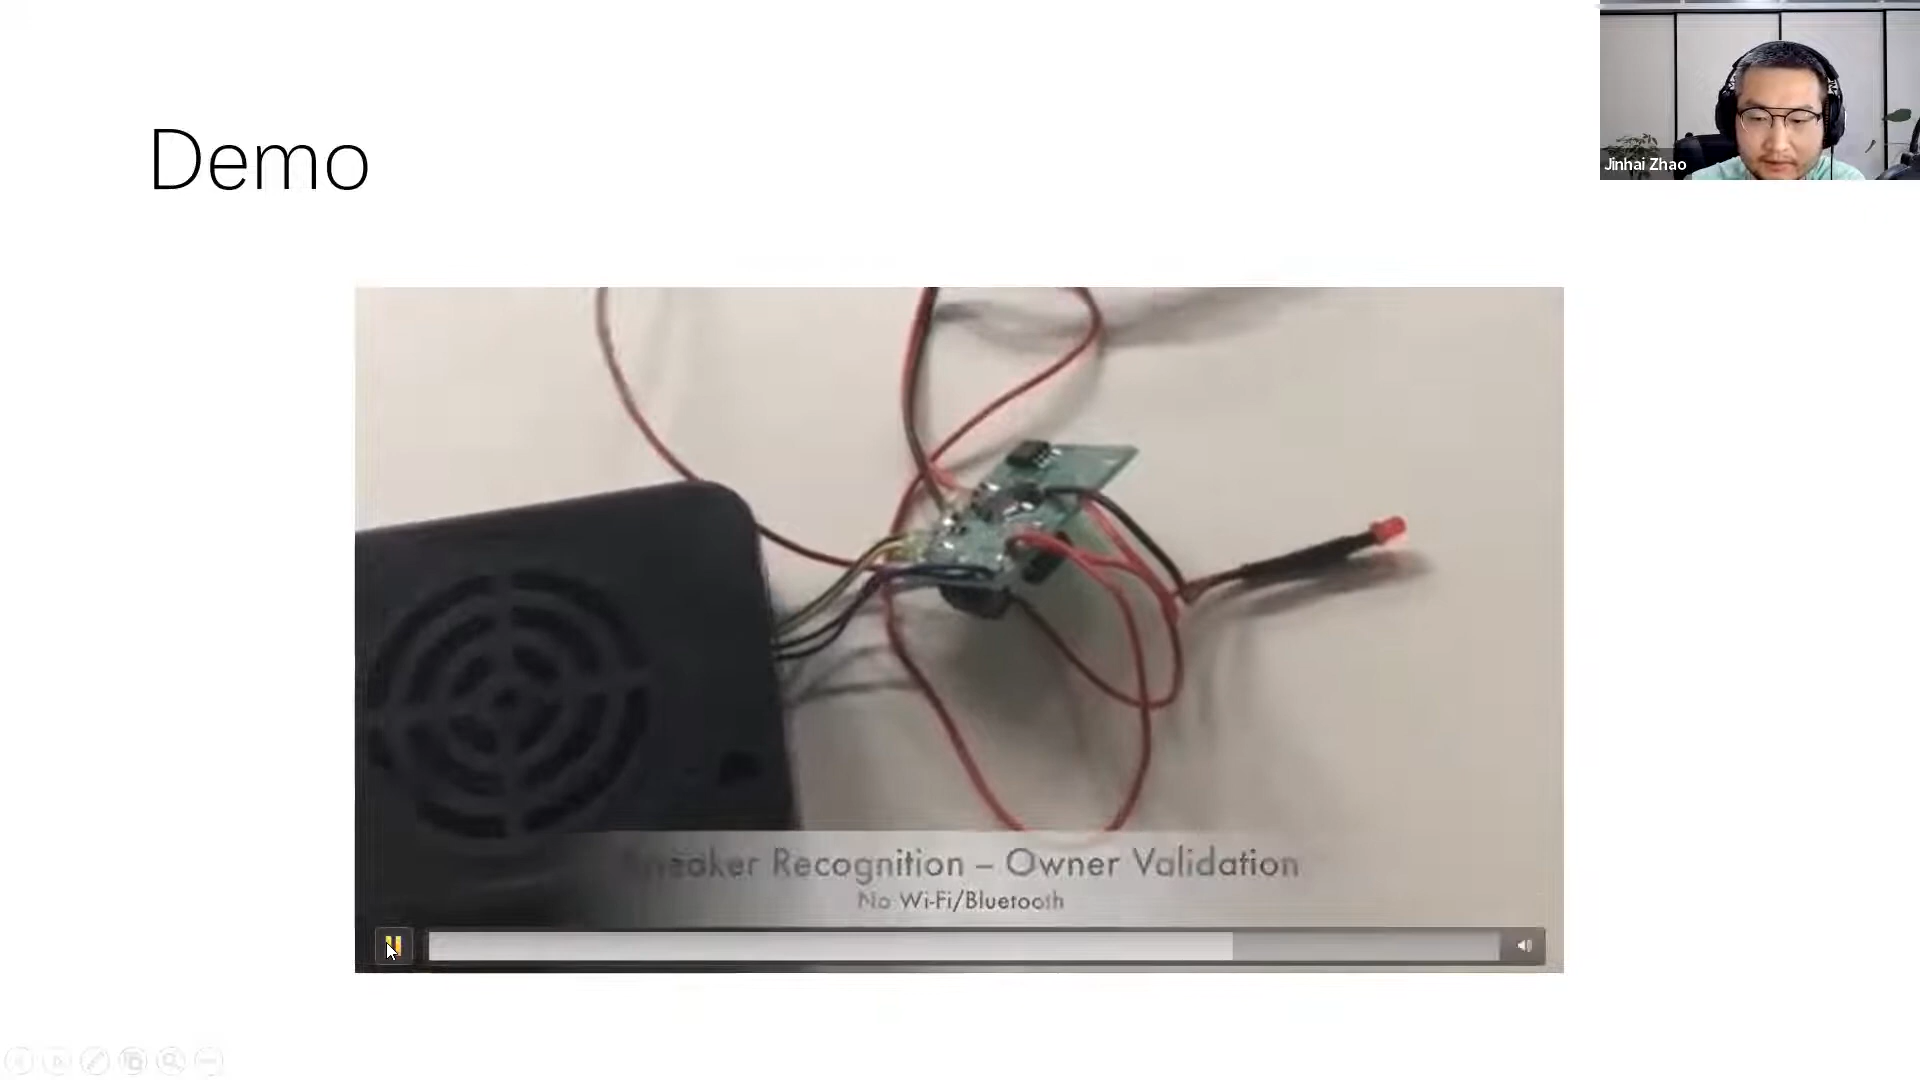 Demo
Jinhai Zhao
Speaker Recognition – Owner Validation
No Wi-Fi/Bluetooth